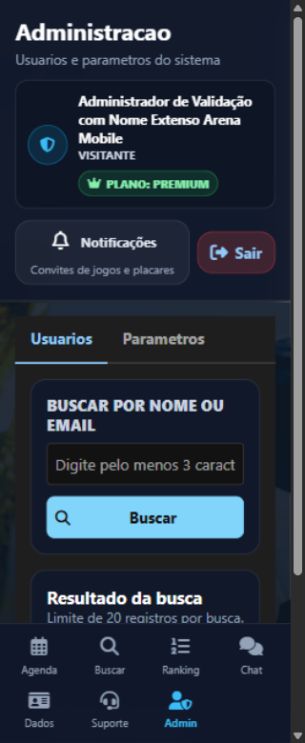 Administracao
Usuarios e parametros do sistema
Administrador de Validação
com Nome Extenso Arena
Mobile
VISITANTE
PLANO: PREMIUM
Notificações
Convites de jogos e placares
Sair
Usuarios
Parametros
BUSCAR POR NOME OU
EMAIL
Digite pelo menos 3 caract
Buscar
Resultado da busca
Limite de 20 registros por busca.
Agenda
Buscar
Ranking
Chat
Dados
Suporte
Admin